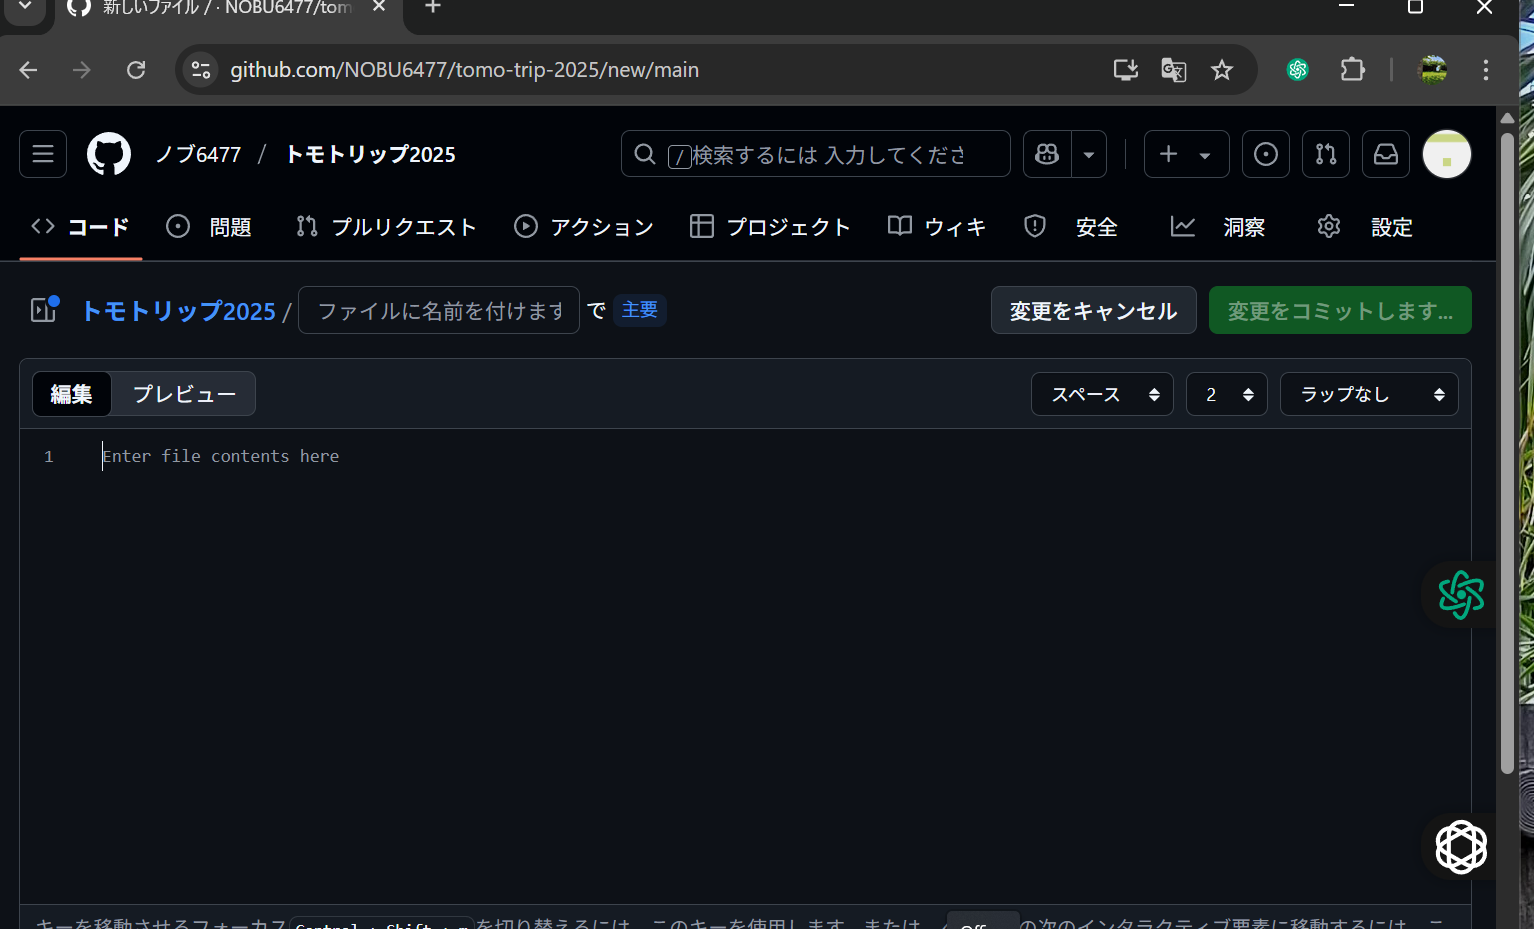 新しいファイル / · NOBU6477/tom
github.com/NOBU6477/tomo-trip-2025/new/main
ノブ6477 / トモトリップ2025
/ 検索するには 入力してくださ
コード 問題 プルリクエスト アクション プロジェクト ウィキ 安全 洞察 設定
トモトリップ2025 / ファイルに名前を付けます で 主要 変更をキャンセル 変更をコミットします...
編集 プレビュー スペース 2 ラップなし
1 Enter file contents here
キーを移動させるフォーカス Control + Shift + m を切り替えるには、このキーを使用します。または、 の次のインタラクティブ要素に移動するには、こ